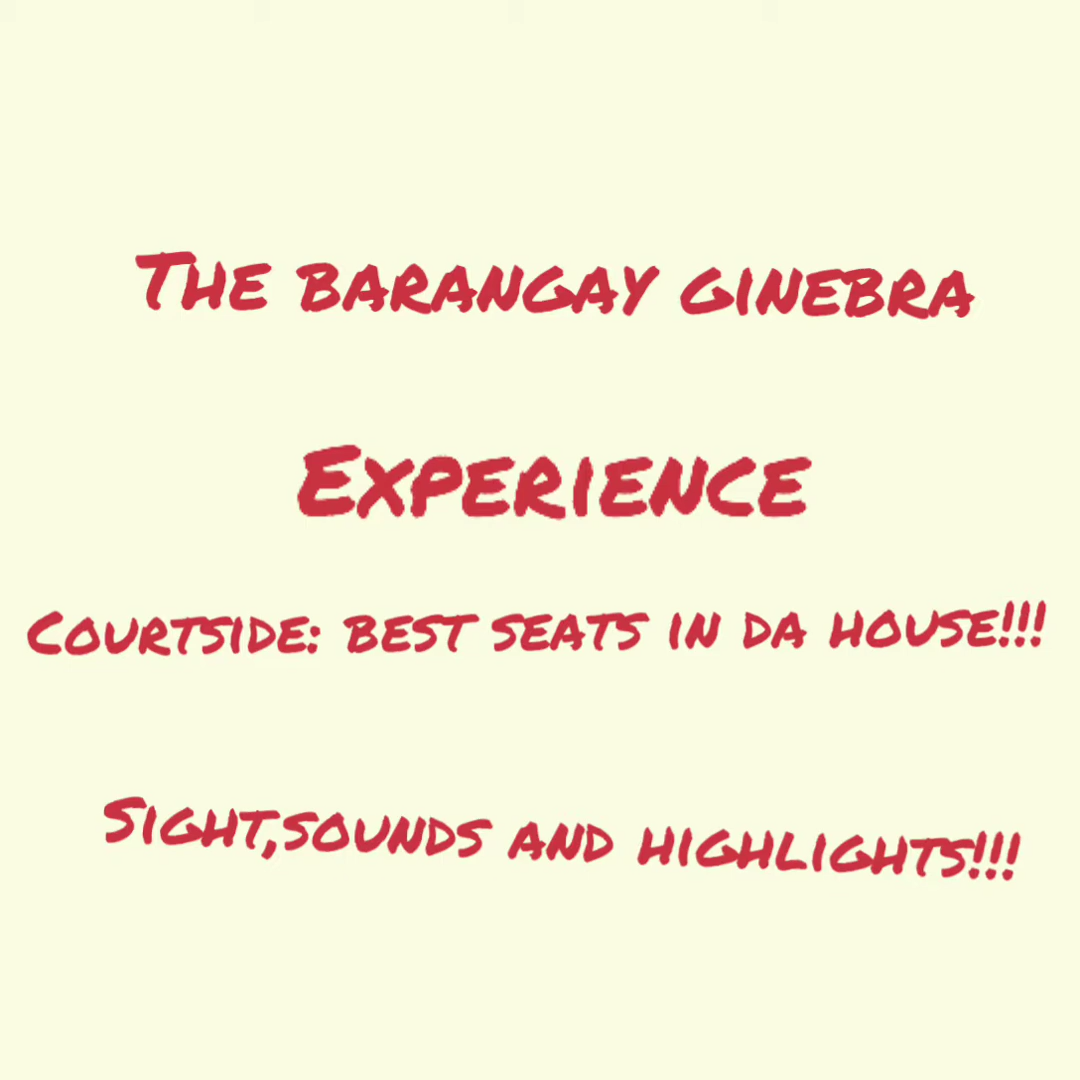 The barangay ginebra
Experience
Courtside: best seats in da house!!!
Sight,sounds and highlights!!!